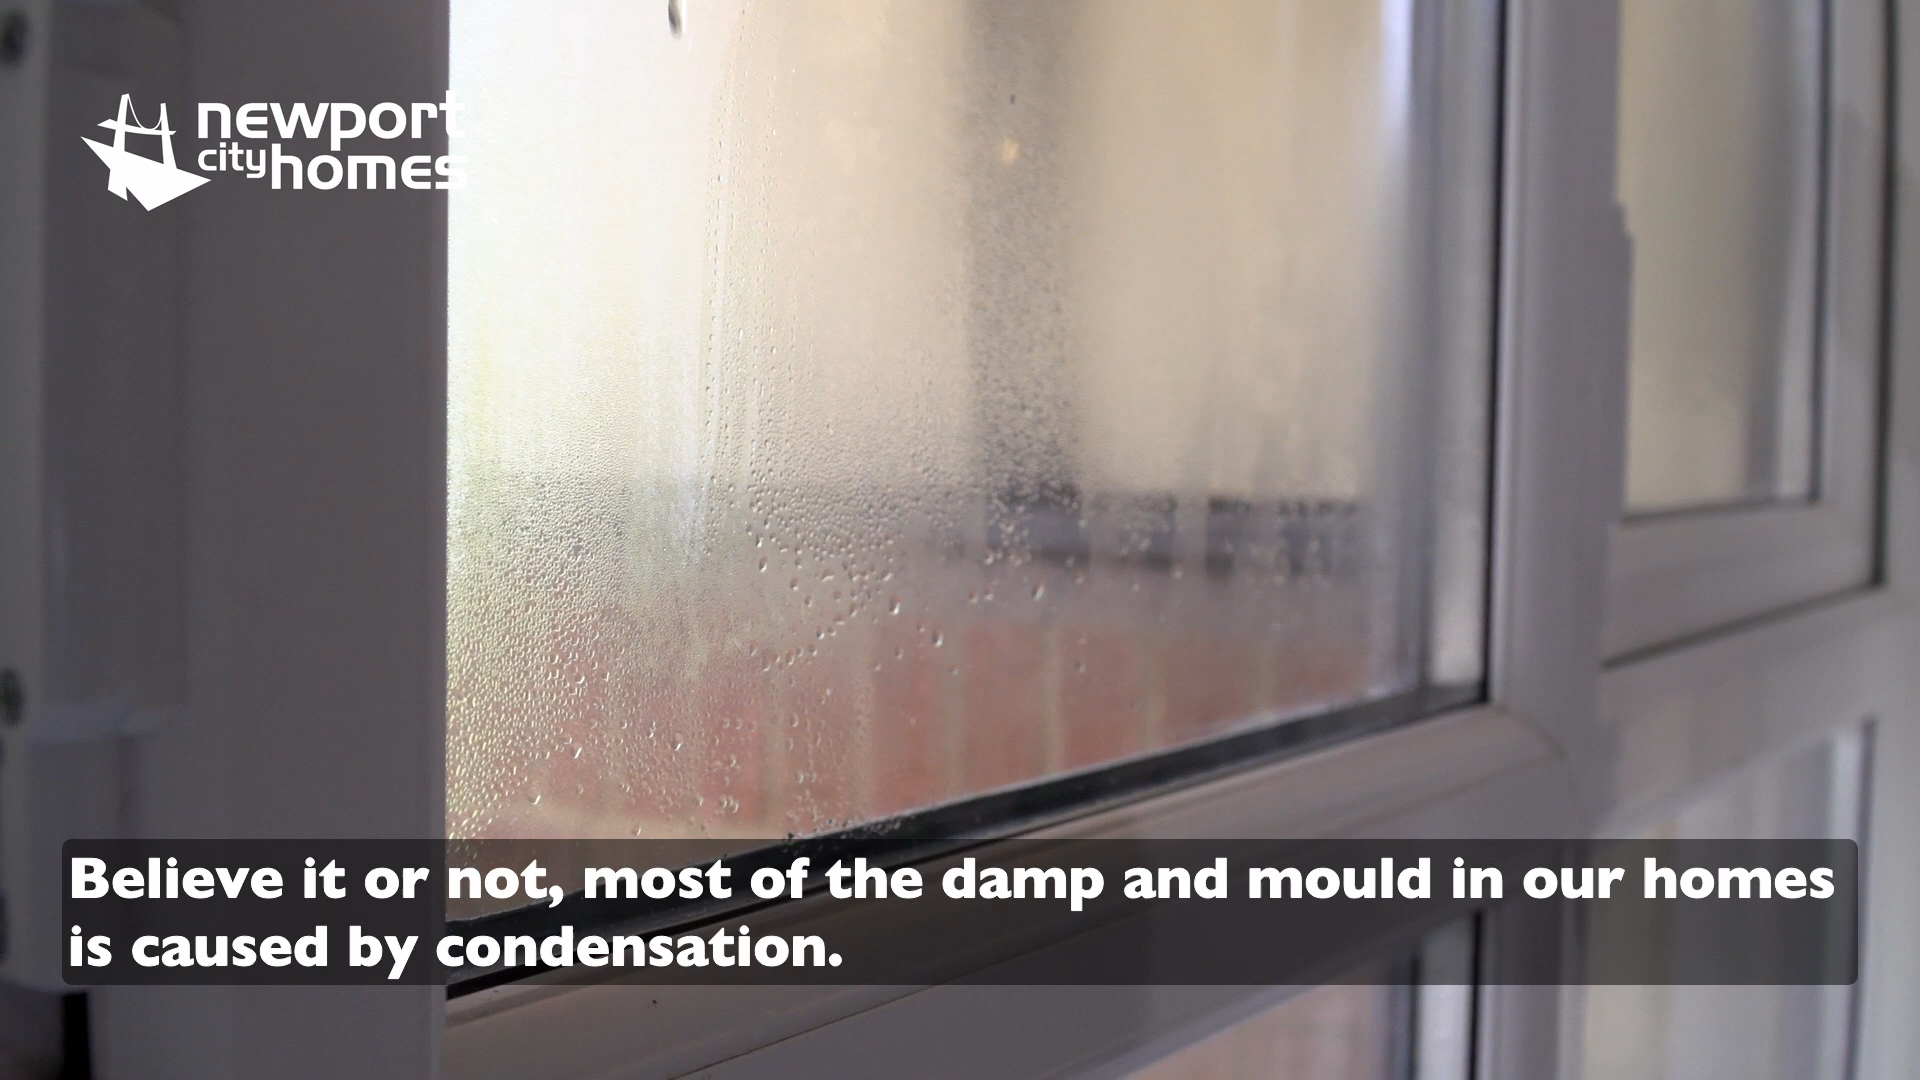 newport
city homes
Believe it or not, most of the damp and mould in our homes
is caused by condensation.